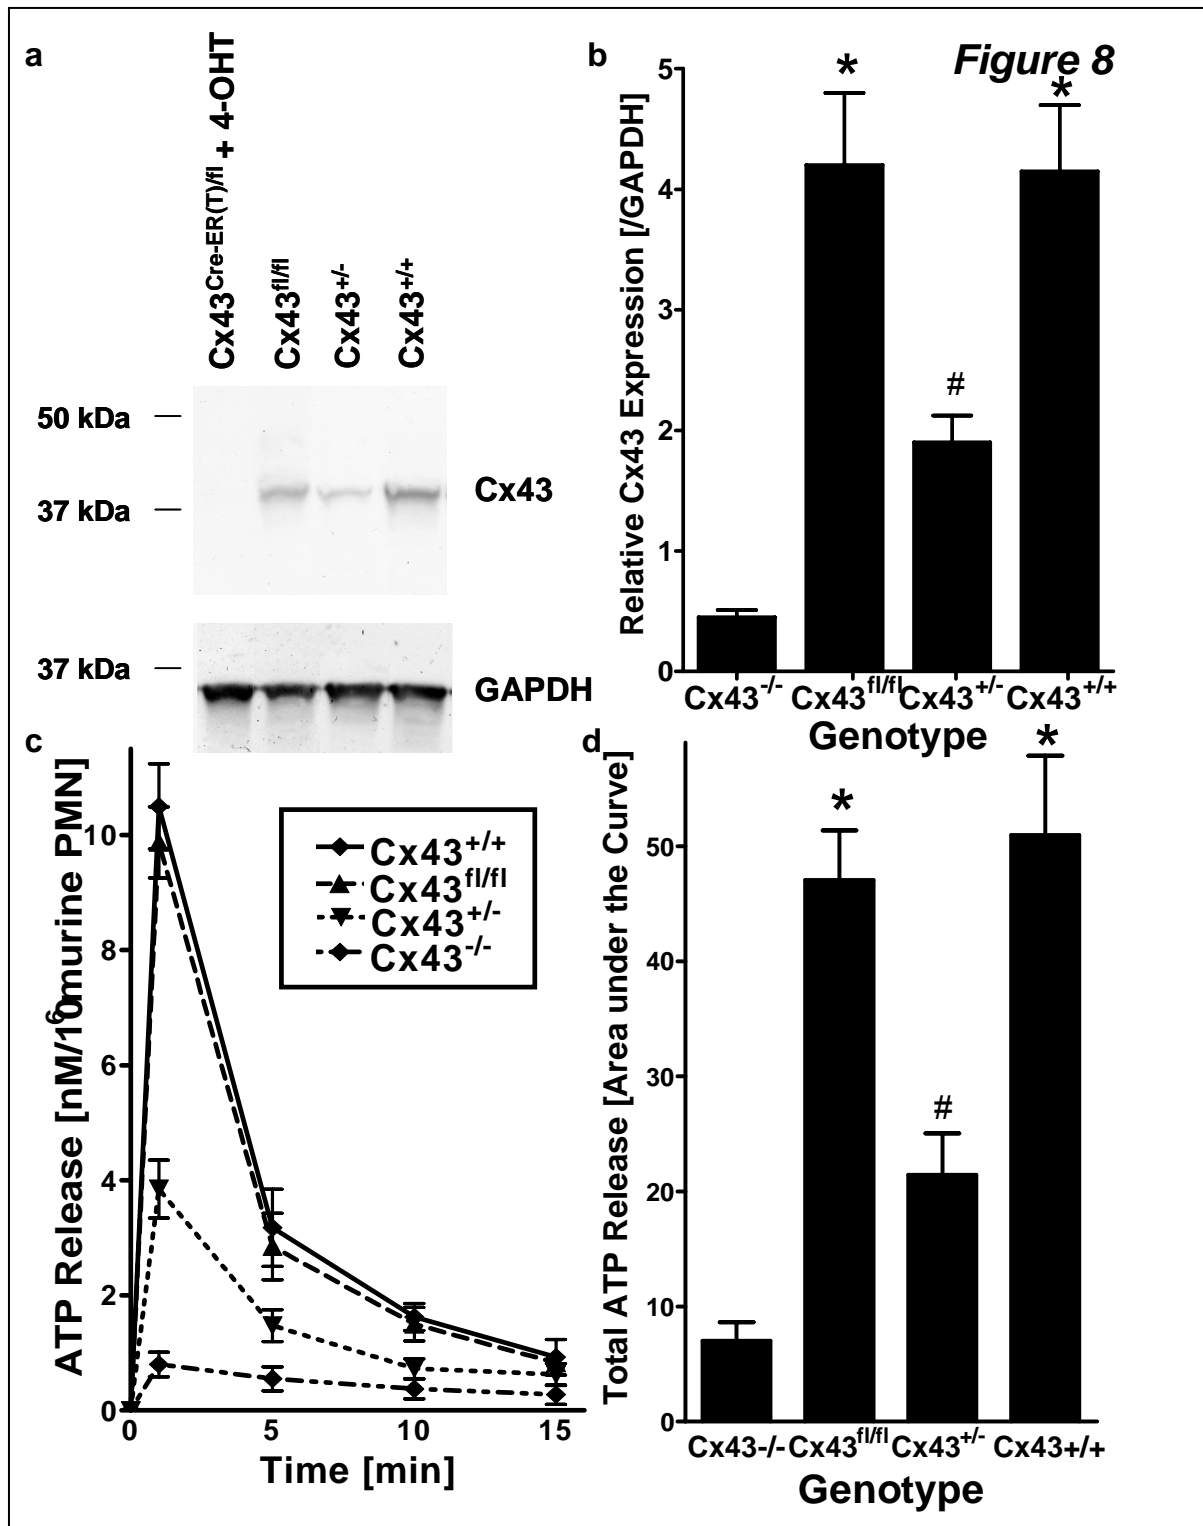 Figure 8
a
Cx43Cre-ER(T)/fl + 4-OHT
Cx43fl/fl
Cx43+/-
Cx43+/+
50 kDa
37 kDa
Cx43
37 kDa
GAPDH
b
Relative Cx43 Expression [/GAPDH]
5
4
3
2
1
0
*
#
*
Cx43-/- Cx43fl/fl Cx43+/- Cx43+/+
Genotype
c
ATP Release [nM/106murine PMN]
10
8
6
4
2
0
Cx43+/+
Cx43fl/fl
Cx43+/-
Cx43-/-
0 5 10 15
Time [min]
d
Total ATP Release [Area under the Curve]
50
40
30
20
10
0
*
#
*
Cx43-/- Cx43fl/fl Cx43+/- Cx43+/+
Genotype